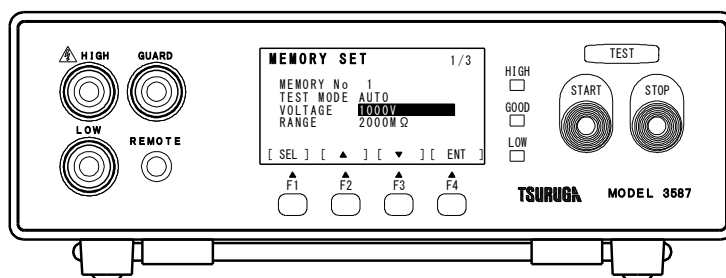 HIGH GUARD
LOW
REMOTE
MEMORY SET 1/3
MEMORY No 1
TEST MODE AUTO
VOLTAGE 1000V
RANGE 2000MΩ
[ SEL ] [ ▲ ] [ ▼ ] [ ENT ]
F1 F2 F3 F4
HIGH
GOOD
LOW
TEST
START STOP
TSURUGA MODEL 3587